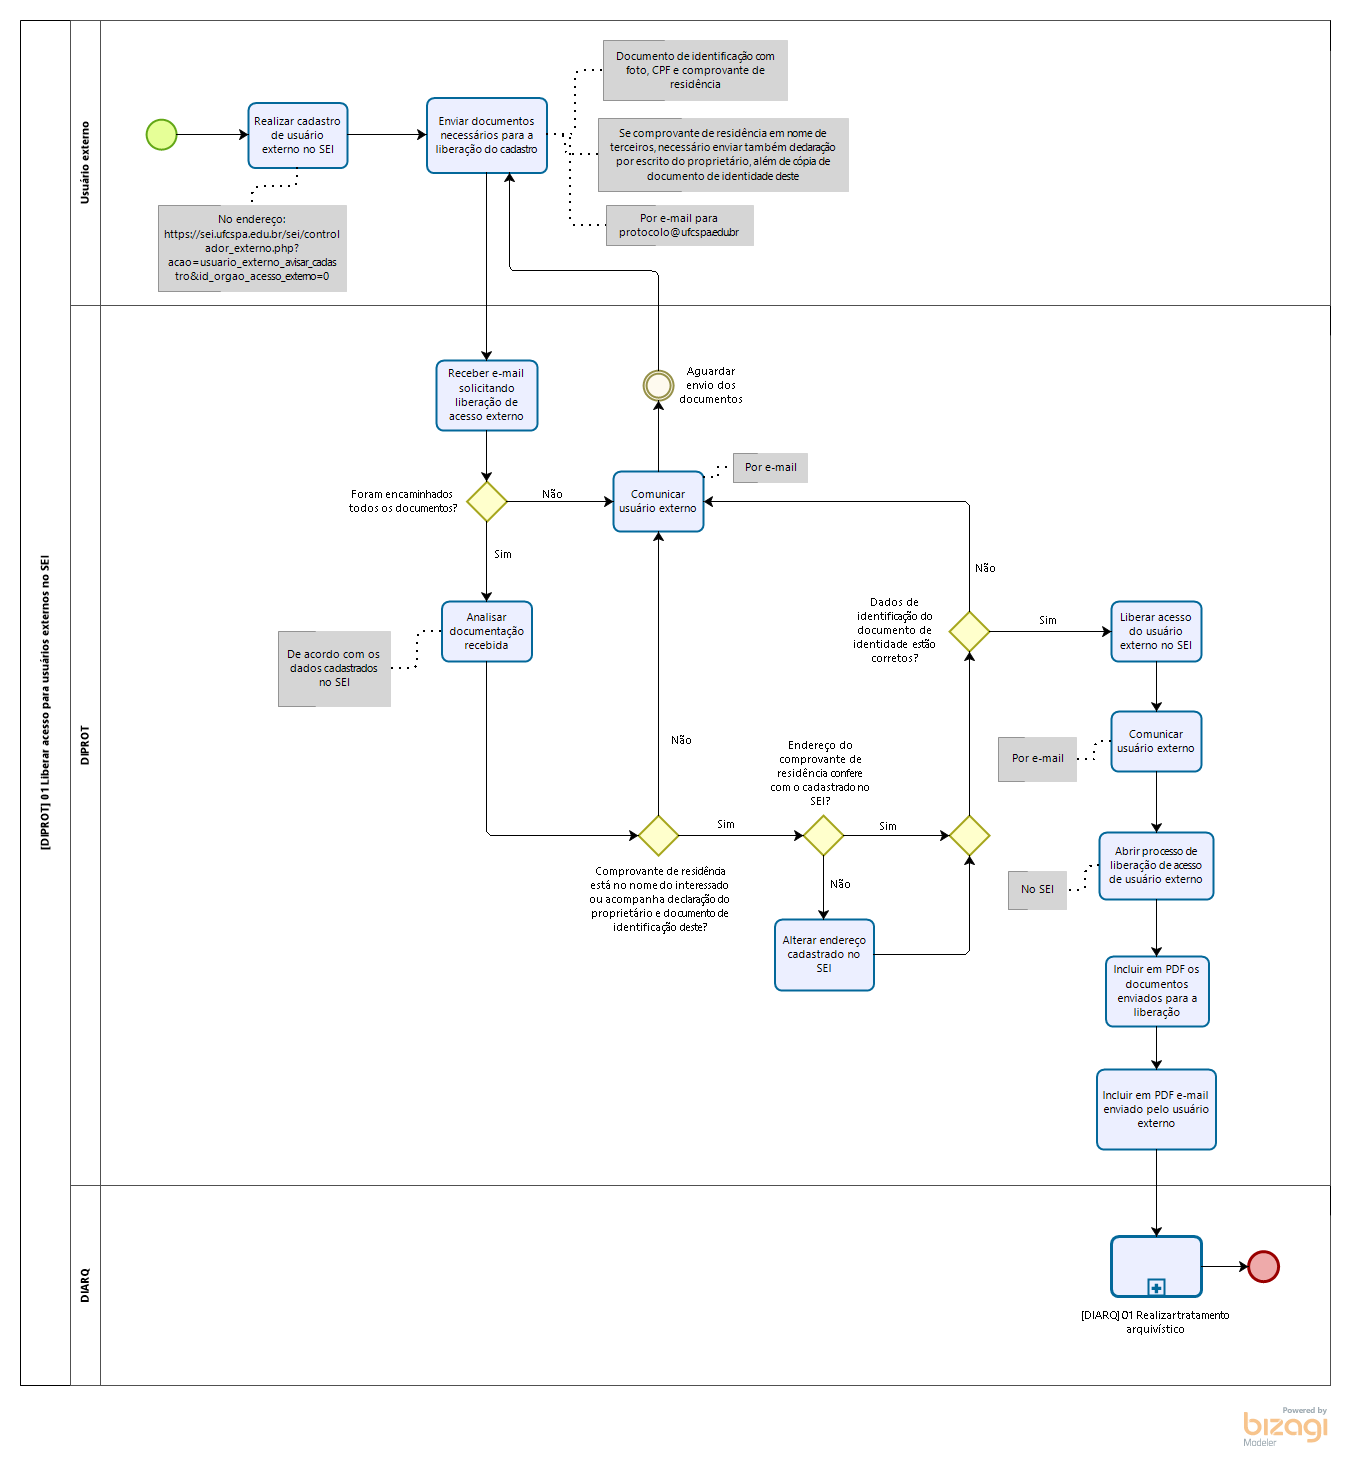 [DIPROT] 01 Liberar acesso para usuários externos no SEI
Usuário externo
Realizar cadastro
de usuário
externo no SEI
No endereço:
https://sei.ufcspa.edu.br/sei/control
ador_externo.php?
acao=usuario_externo_avisar_cadas
tro&id_orgao_acesso_externo=0
Enviar documentos
necessários para a
liberação do cadastro
Documento de identificação com
foto, CPF e comprovante de
residência
Se comprovante de residência em nome de
terceiros, necessário enviar também declaração
por escrito do proprietário, além de cópia de
documento de identidade deste
Por e-mail para
protocolo@ufcspa.edu.br
DIPROT
Receber e-mail
solicitando
liberação de
acesso externo
Aguardar
envio dos
documentos
Foram encaminhados
todos os documentos?
Não
Comunicar
usuário externo
Por e-mail
Sim
Analisar
documentação
recebida
De acordo com os
dados cadastrados
no SEI
Não
Comprovante de residência
está no nome do interessado
ou acompanha declaração do
proprietário e documento de
identificação deste?
Sim
Endereço do
comprovante de
residência confere
com o cadastrado no
SEI?
Sim
Não
Alterar endereço
cadastrado no
SEI
Dados de
identificação do
documento de
identidade estão
corretos?
Não
Sim
Liberar acesso
do usuário
externo no SEI
Comunicar
usuário externo
Por e-mail
Abrir processo de
liberação de acesso
de usuário externo
No SEI
Incluir em PDF os
documentos
enviados para a
liberação
Incluir em PDF e-mail
enviado pelo usuário
externo
DIARQ
[DIARQ] 01 Realizar tratamento
arquivístico
Powered by
bizagi
Modeler